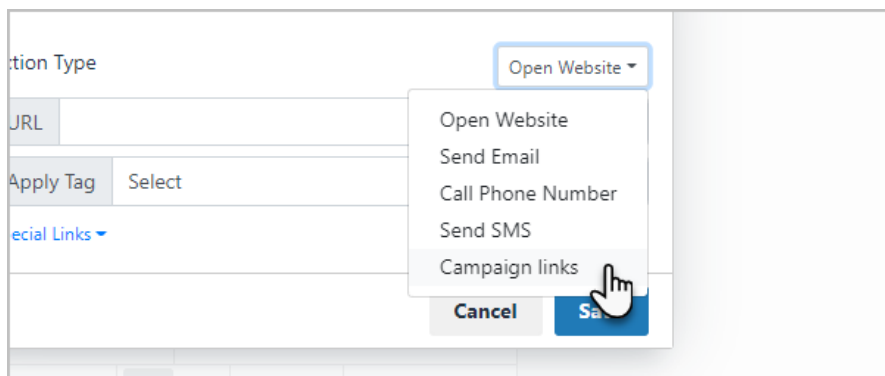 ction Type
Open Website
URL
Open Website
Send Email
Apply Tag Select
Call Phone Number
Send SMS
ecial Links
Campaign links
Cancel